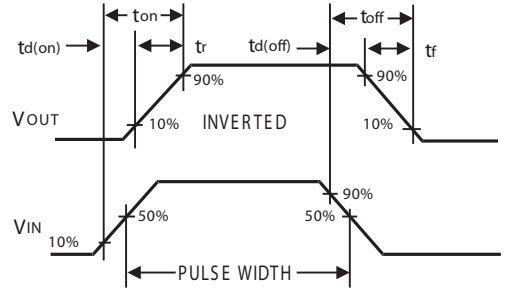 ton
toff
td(on)
tr
td(off)
tf
90%
90%
VOUT
10%
INVERTED
10%
90%
VIN
50%
50%
10%
PULSE WIDTH